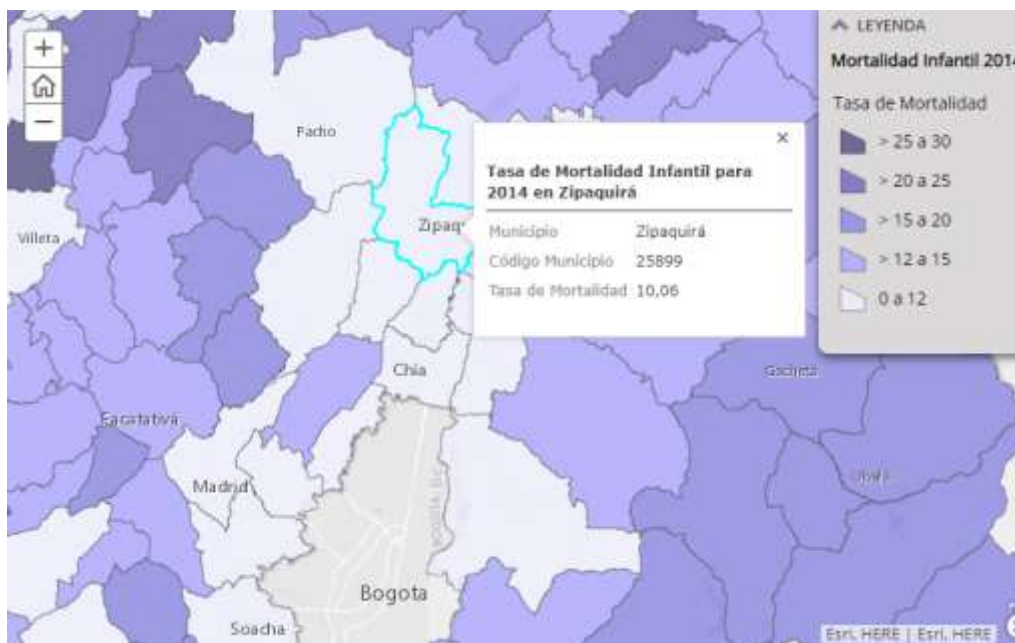 +
−
LEYENDA
Mortalidad Infantil 2014
Tasa de Mortalidad
> 25 a 30
> 20 a 25
> 15 a 20
> 12 a 15
0 a 12
×
Tasa de Mortalidad Infantil para
2014 en Zipaquirá
Municipio Zipaquirá
Código Municipio 25899
Tasa de Mortalidad 10,06
Pacho
Villeta
Zipaq
Chia
Gachetá
Facatativá
Ubalá
Madrid
Bogota
Soacha
Esri, HERE | Esri, HERE